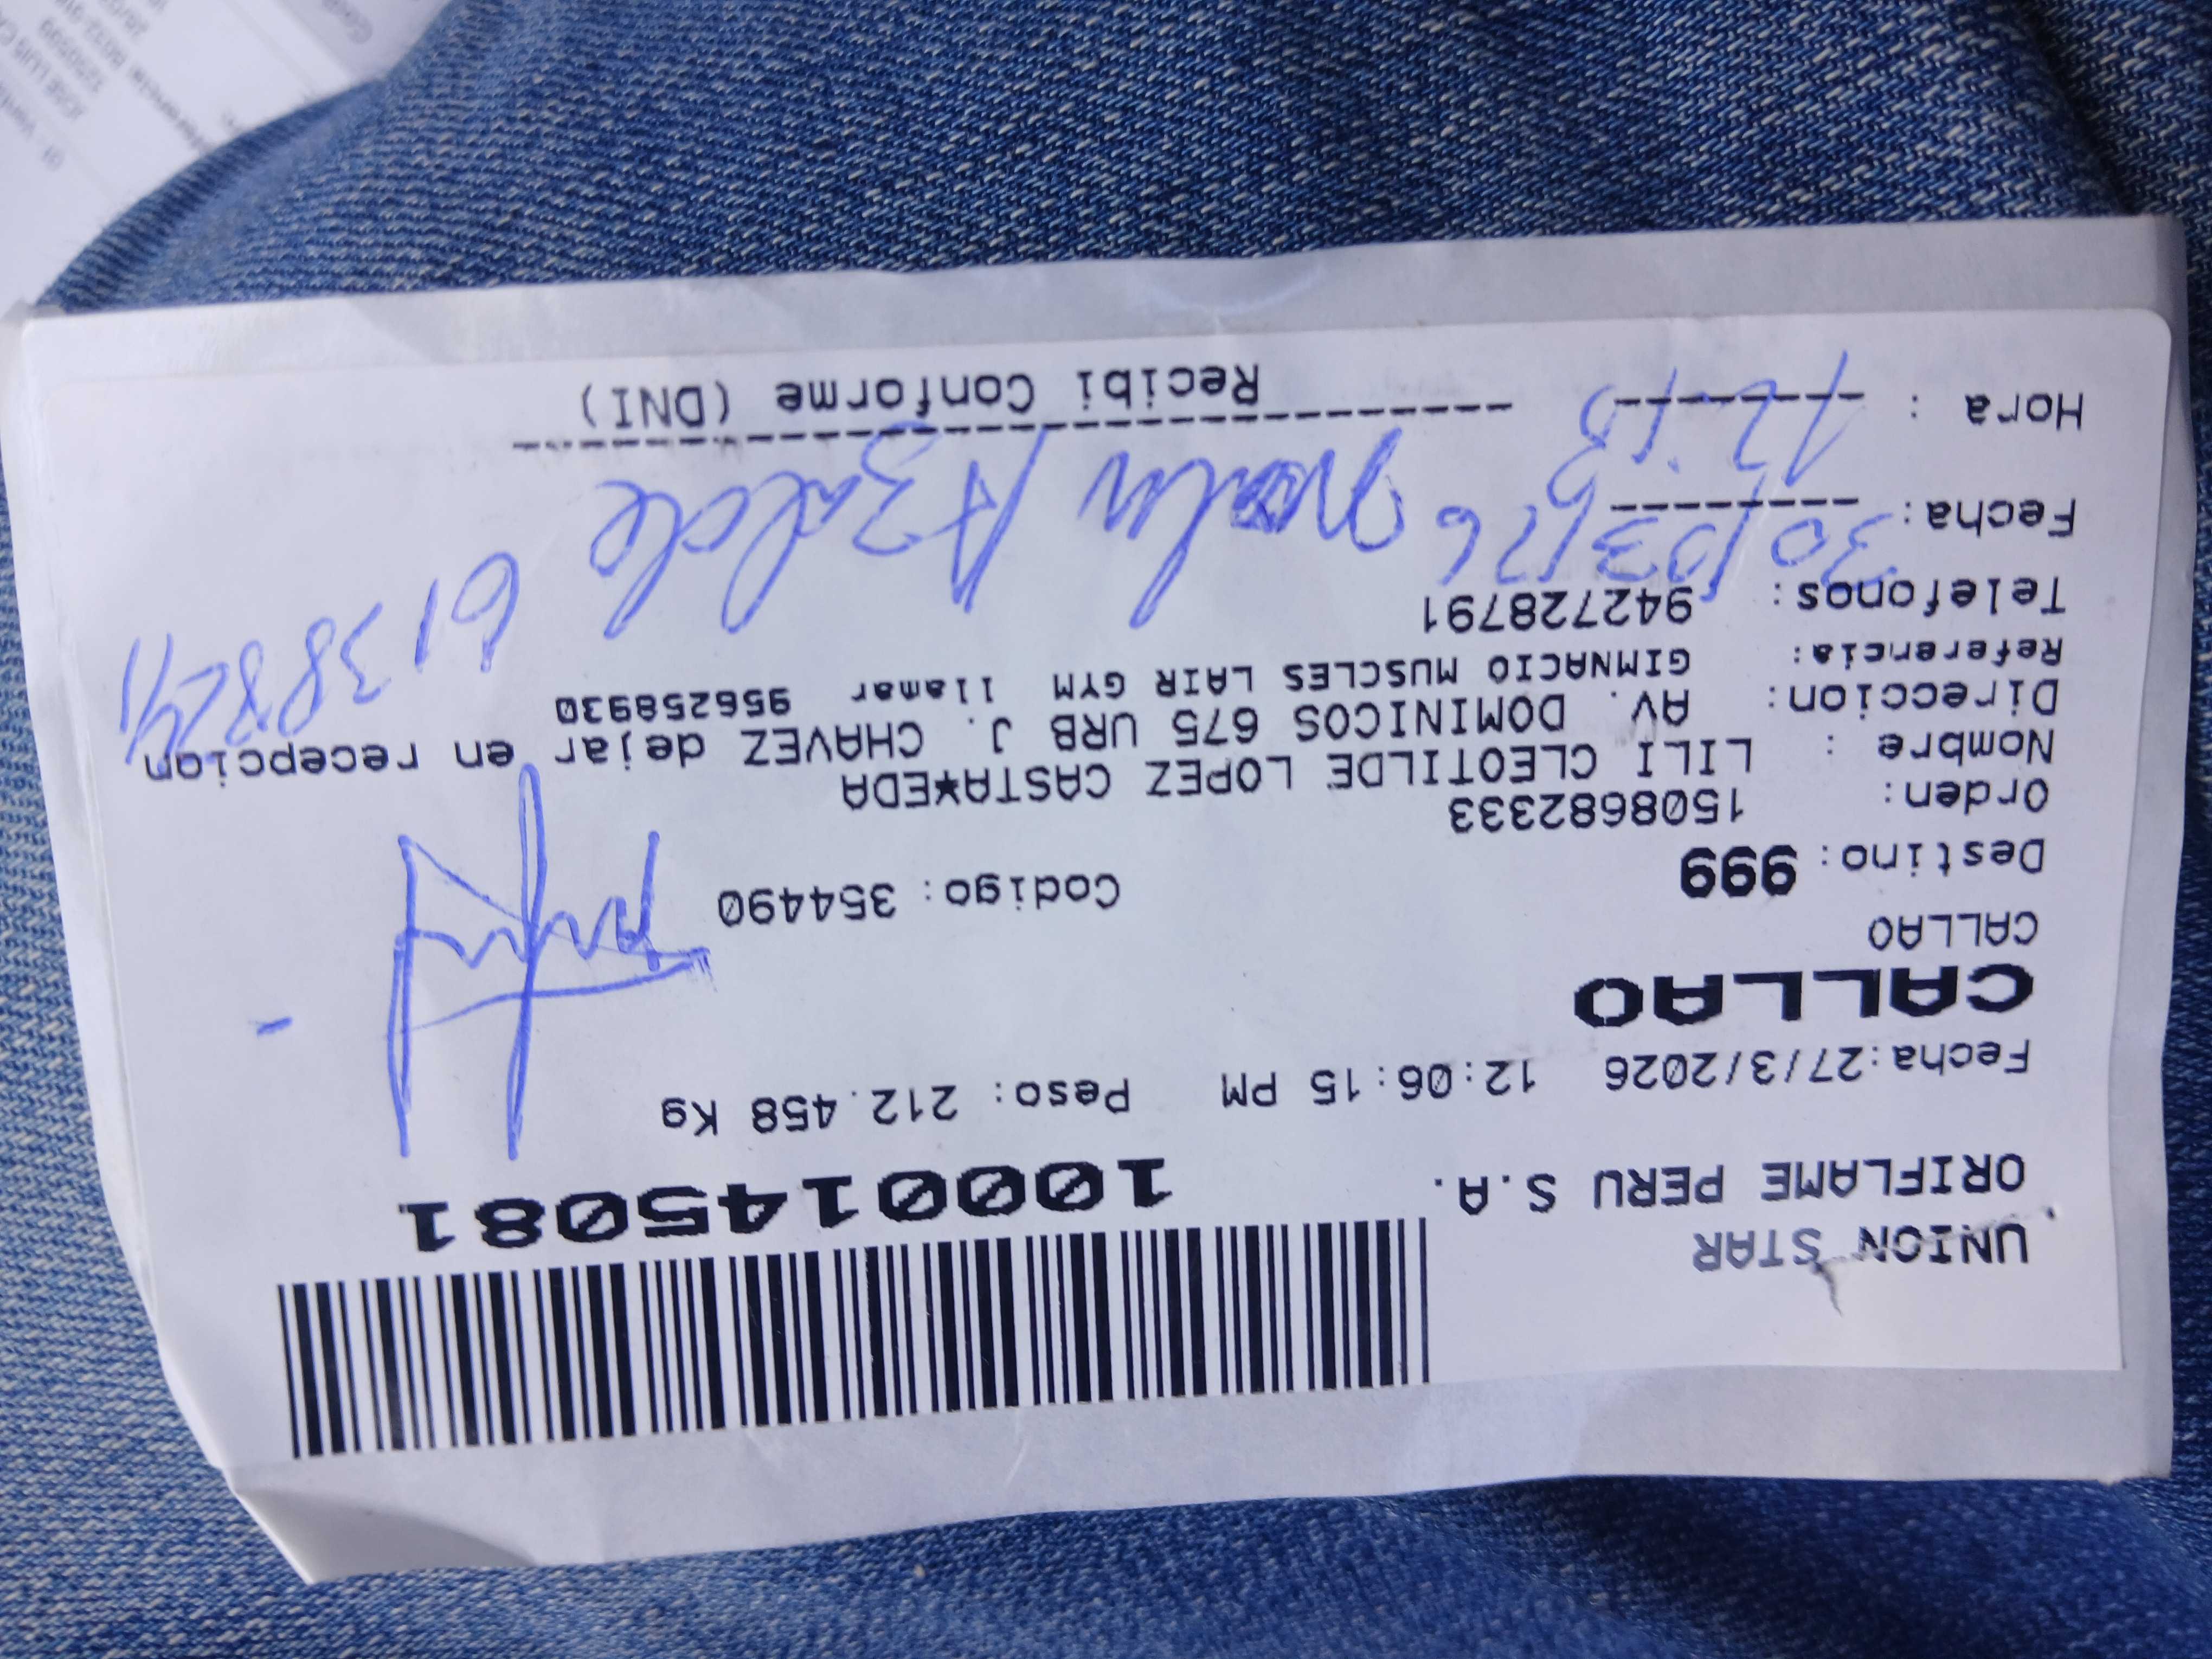 UNION STAR
ORIFLAME PERU S.A.
1000145081
Fecha:27/3/2026 12:06:15 PM Peso: 212.458 Kg
CALLAO
CALLAO
Destino: 999 Codigo: 354490
Orden: 1508682333
Nombre : LILI CLEOTILDE LOPEZ CASTA*EDA
Direccion: AV. DOMINICOS 675 URB J. CHAVEZ dejar en recepcion
Referencia: GIMNACIO MUSCLES LAIR GYM llamar 956258930
Telefonos: 942728791
Fecha: 30/03/26
Hora : 12:15
Recibi Conforme (DNI)